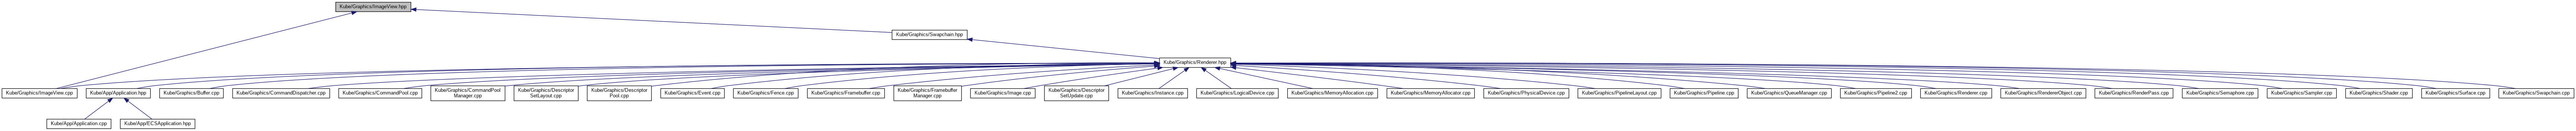 Kube/Graphics/ImageView.hpp
Kube/Graphics/Swapchain.hpp
Kube/Graphics/Renderer.hpp
Kube/Graphics/ImageView.cpp
Kube/App/Application.hpp
Kube/Graphics/Buffer.cpp
Kube/Graphics/CommandDispatcher.cpp
Kube/Graphics/CommandPool.cpp
Kube/Graphics/CommandPool
Manager.cpp
Kube/Graphics/Descriptor
SetLayout.cpp
Kube/Graphics/Descriptor
Pool.cpp
Kube/Graphics/Event.cpp
Kube/Graphics/Fence.cpp
Kube/Graphics/Framebuffer.cpp
Kube/Graphics/Framebuffer
Manager.cpp
Kube/Graphics/Image.cpp
Kube/Graphics/Descriptor
SetUpdate.cpp
Kube/Graphics/Instance.cpp
Kube/Graphics/LogicalDevice.cpp
Kube/Graphics/MemoryAllocation.cpp
Kube/Graphics/MemoryAllocator.cpp
Kube/Graphics/PhysicalDevice.cpp
Kube/Graphics/PipelineLayout.cpp
Kube/Graphics/Pipeline.cpp
Kube/Graphics/QueueManager.cpp
Kube/Graphics/Pipeline2.cpp
Kube/Graphics/Renderer.cpp
Kube/Graphics/RendererObject.cpp
Kube/Graphics/RenderPass.cpp
Kube/Graphics/Semaphore.cpp
Kube/Graphics/Sampler.cpp
Kube/Graphics/Shader.cpp
Kube/Graphics/Surface.cpp
Kube/Graphics/Swapchain.cpp
Kube/App/Application.cpp
Kube/App/ECSApplication.hpp